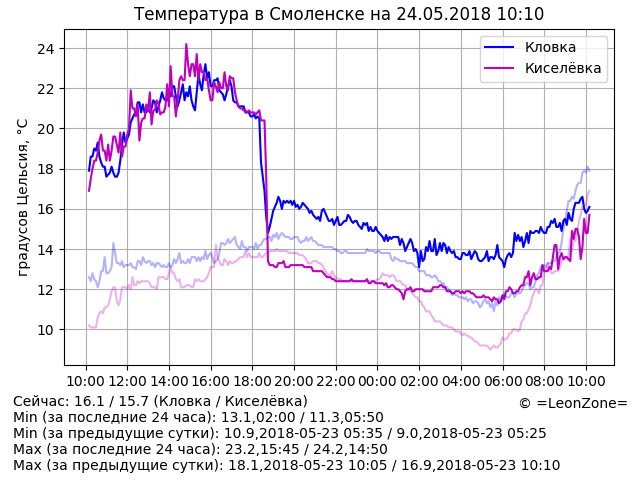 Температура в Смоленске на 24.05.2018 10:10
Кловка
Киселёвка
градусов Цельсия, °C
24
22
20
18
16
14
12
10
10:00 12:00 14:00 16:00 18:00 20:00 22:00 00:00 02:00 04:00 06:00 08:00 10:00
Сейчас: 16.1 / 15.7 (Кловка / Киселёвка)
© =LeonZone=
Min (за последние 24 часа): 13.1,02:00 / 11.3,05:50
Min (за предыдущие сутки): 10.9,2018-05-23 05:35 / 9.0,2018-05-23 05:25
Max (за последние 24 часа): 23.2,15:45 / 24.2,14:50
Max (за предыдущие сутки): 18.1,2018-05-23 10:05 / 16.9,2018-05-23 10:10